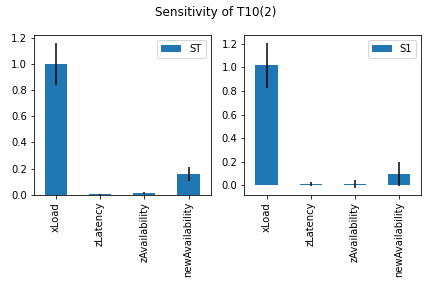 Sensitivity of T10(2)
ST
1.2
1.0
0.8
0.6
0.4
0.2
0.0
xLoad
zLatency
zAvailability
newAvailability
S1
1.2
1.0
0.8
0.6
0.4
0.2
0.0
xLoad
zLatency
zAvailability
newAvailability